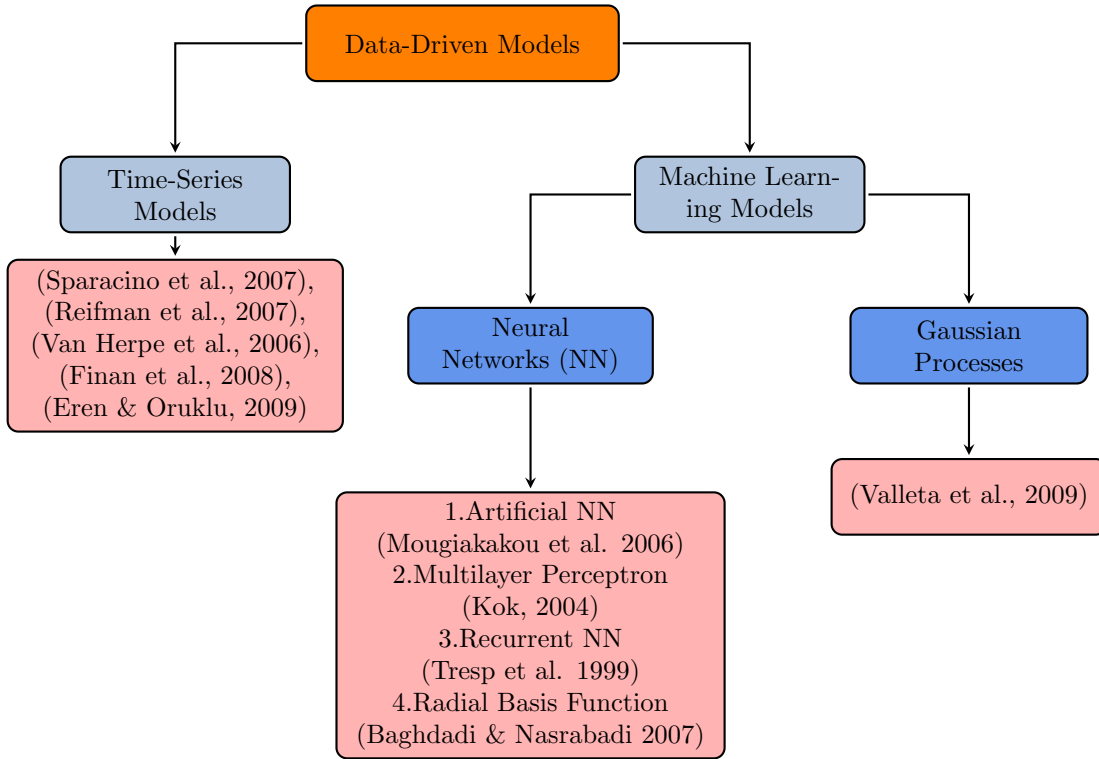 Data-Driven Models
Time-Series
Models
Machine Learn-
ing Models
(Sparacino et al., 2007),
(Reifman et al., 2007),
(Van Herpe et al., 2006),
(Finan et al., 2008),
(Eren & Oruklu, 2009)
Neural
Networks (NN)
Gaussian
Processes
(Valleta et al., 2009)
1.Artificial NN
(Mougiakakou et al. 2006)
2.Multilayer Perceptron
(Kok, 2004)
3.Recurrent NN
(Tresp et al. 1999)
4.Radial Basis Function
(Baghdadi & Nasrabadi 2007)